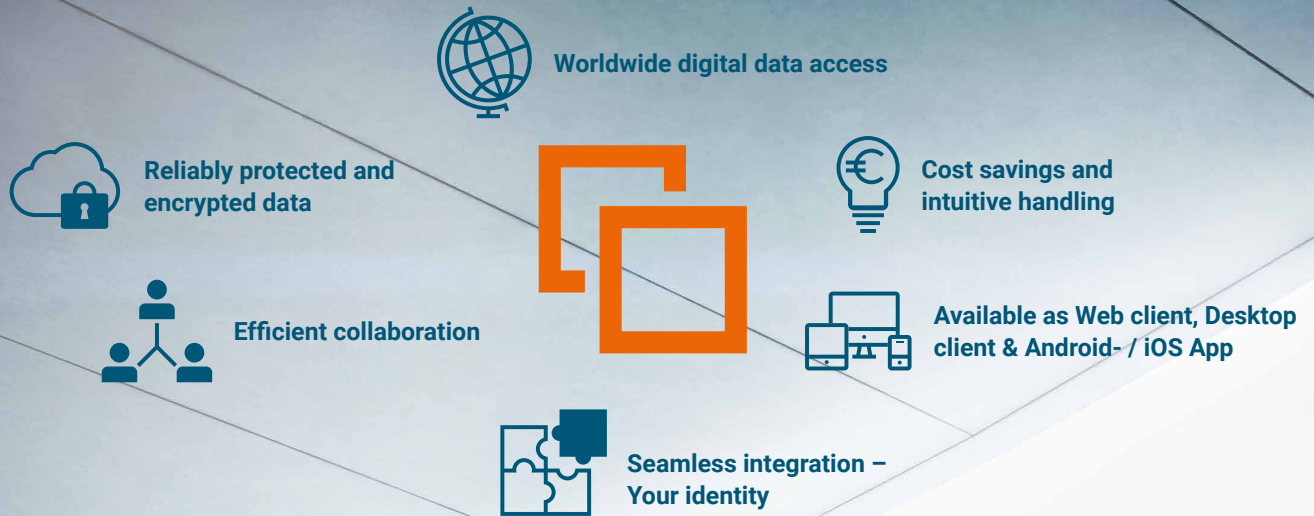 Worldwide digital data access
Reliably protected and
encrypted data
Cost savings and
intuitive handling
Efficient collaboration
Available as Web client, Desktop
client & Android- / iOS App
Seamless integration –
Your identity